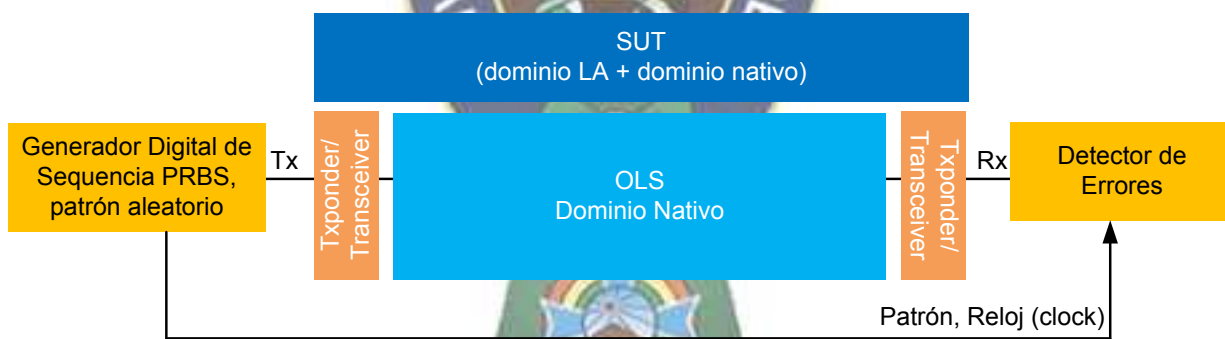 SUT
(dominio LA + dominio nativo)
Generador Digital de
Sequencia PRBS,
patrón aleatorio
Tx
Txponder/
Transceiver
OLS
Dominio Nativo
Txponder/
Transceiver
Rx
Detector de
Errores
Patrón, Reloj (clock)